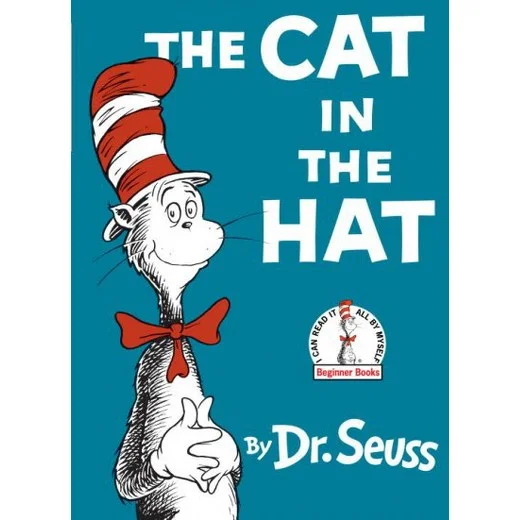 THE CAT
IN
THE
HAT
I CAN READ IT ALL BY MYSELF
Beginner Books
By Dr. Seuss